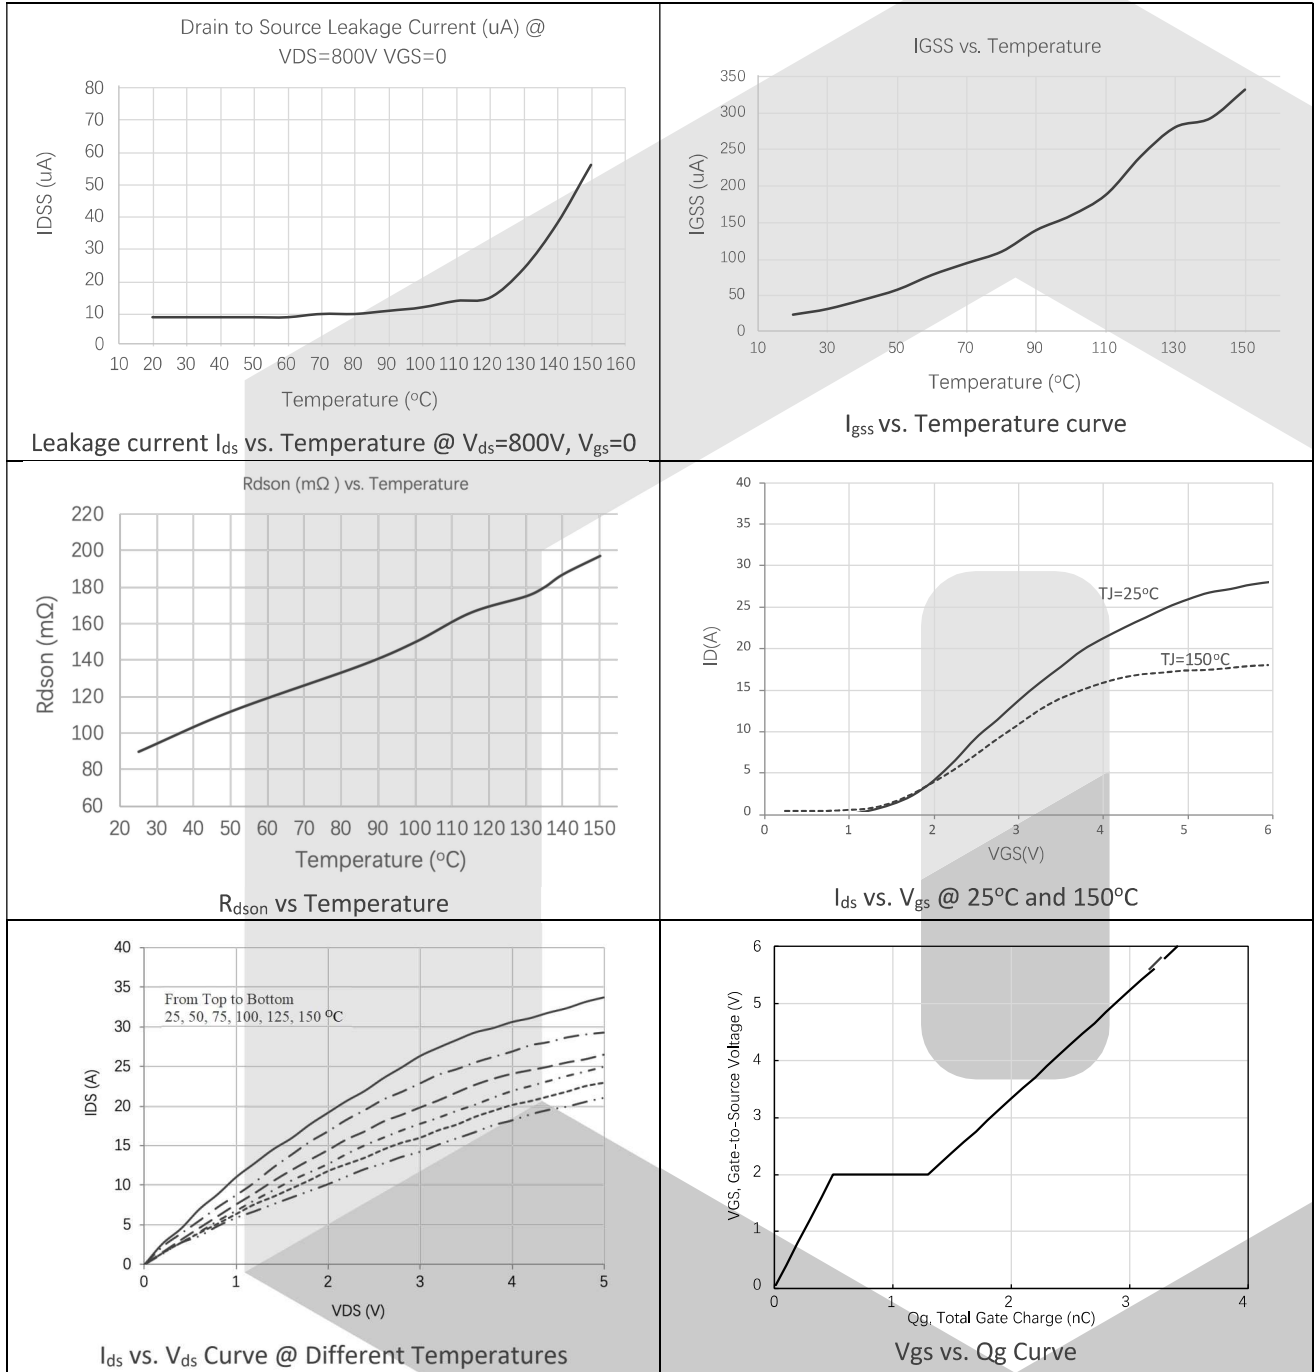 Drain to Source Leakage Current (uA) @
VDS=800V VGS=0
80
70
60
50
40
30
20
10
0
IDSS (uA)
10 20 30 40 50 60 70 80 90 100 110 120 130 140 150 160
Temperature (ºC)
Leakage current Ids vs. Temperature @ Vds=800V, Vgs=0
IGSS vs. Temperature
350
300
250
200
150
100
50
0
IGSS (uA)
10 30 50 70 90 110 130 150
Temperature (ºC)
Igss vs. Temperature curve
Rdson (mΩ ) vs. Temperature
220
200
180
160
140
120
100
80
60
Rdson (mΩ)
20 30 40 50 60 70 80 90 100 110 120 130 140 150
Temperature (ºC)
Rdson vs Temperature
40
35
30
25
20
15
10
5
0
ID(A)
TJ=25ºC
TJ=150ºC
0 1 2 3 4 5 6
VGS(V)
Ids vs. Vgs @ 25ºC and 150ºC
40
35
30
25
20
15
10
5
0
IDS (A)
From Top to Bottom
25, 50, 75, 100, 125, 150 ºC
0 1 2 3 4 5
VDS (V)
Ids vs. Vds Curve @ Different Temperatures
6
5
4
3
2
1
0
VGS, Gate-to-Source Voltage (V)
0 1 2 3 4
Qg, Total Gate Charge (nC)
Vgs vs. Qg Curve